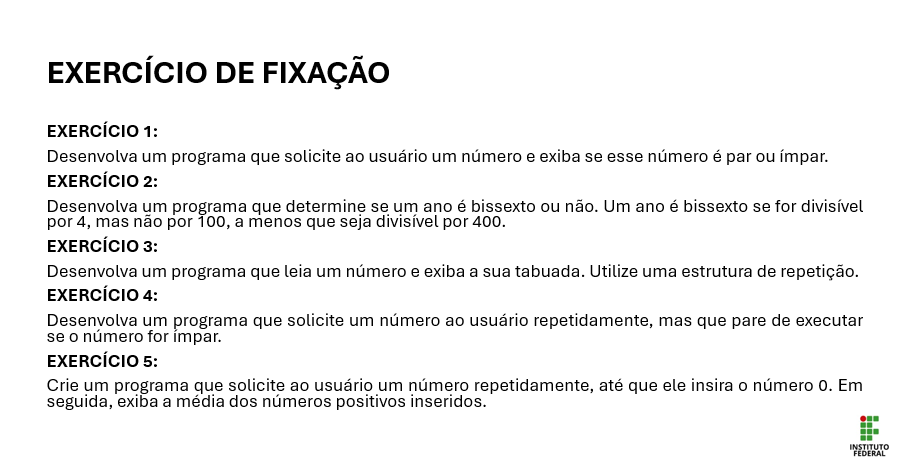 EXERCÍCIO DE FIXAÇÃO
EXERCÍCIO 1:
Desenvolva um programa que solicite ao usuário um número e exiba se esse número é par ou ímpar.
EXERCÍCIO 2:
Desenvolva um programa que determine se um ano é bissexto ou não. Um ano é bissexto se for divisível
por 4, mas não por 100, a menos que seja divisível por 400.
EXERCÍCIO 3:
Desenvolva um programa que leia um número e exiba a sua tabuada. Utilize uma estrutura de repetição.
EXERCÍCIO 4:
Desenvolva um programa que solicite um número ao usuário repetidamente, mas que pare de executar
se o número for ímpar.
EXERCÍCIO 5:
Crie um programa que solicite ao usuário um número repetidamente, até que ele insira o número 0. Em
seguida, exiba a média dos números positivos inseridos.
INSTITUTO
FEDERAL